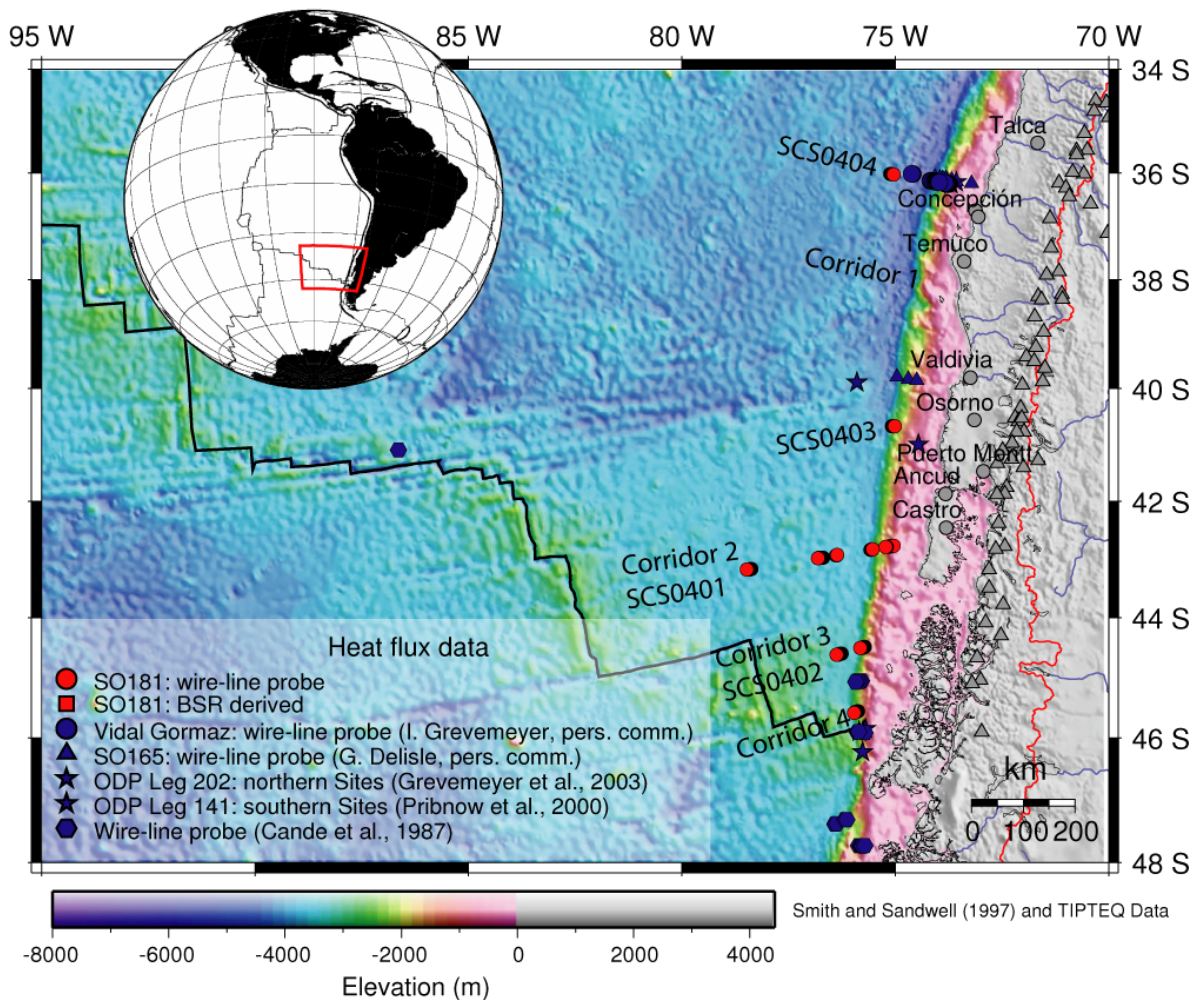 95 W
85 W
80 W
75 W
70 W
34 S
Talca
SCS0404
36 S
Concepción
Temuco
Corridor 1
38 S
Valdivia
40 S
Osorno
SCS0403
Puerto Montt
Ancud
42 S
Castro
Corridor 2
SCS0401
44 S
Corridor 3
SCS0402
Corridor 4
46 S
Heat flux data
SO181: wire-line probe
SO181: BSR derived
Vidal Gormaz: wire-line probe (I. Grevemeyer, pers. comm.)
SO165: wire-line probe (G. Delisle, pers. comm.)
ODP Leg 202: northern Sites (Grevemeyer et al., 2003)
ODP Leg 141: southern Sites (Pribnow et al., 2000)
Wire-line probe (Cande et al., 1987)
km
0 100 200
48 S
-8000 -6000 -4000 -2000 0 2000 4000
Elevation (m)
Smith and Sandwell (1997) and TIPTEQ Data